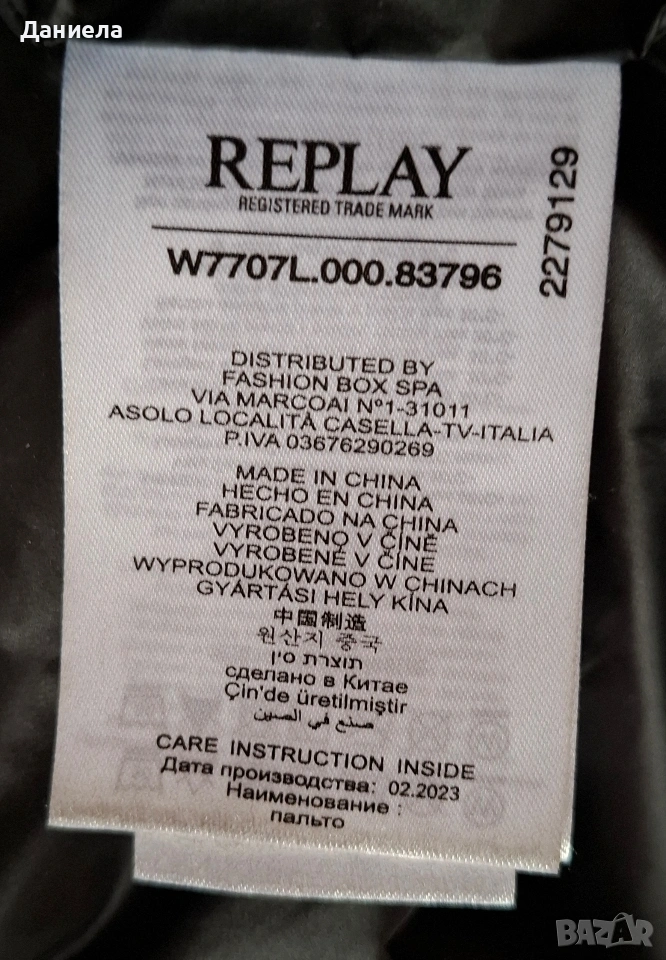 Даниела
REPLAY
REGISTERED TRADE MARK
W7707L.000.83796
2279129
DISTRIBUTED BY
FASHION BOX SPA
VIA MARCOAI Nº1-31011
ASOLO LOCALITÀ CASELLA-TV-ITALIA
P.IVA 03676290269
MADE IN CHINA
HECHO EN CHINA
FABRICADO NA CHINA
VYROBENO V ČÍNĚ
VYROBENÉ V ČÍNE
WYPRODUKOWANO W CHINACH
GYÁRTÁSI HELY KÍNA
中国制造
원산지 중국
תוצרת סין
сделано в Китае
Çin'de üretilmiştir
صنع في الصين
CARE INSTRUCTION INSIDE
Дата производства: 02.2023
Наименование :
пальто
BAZAR